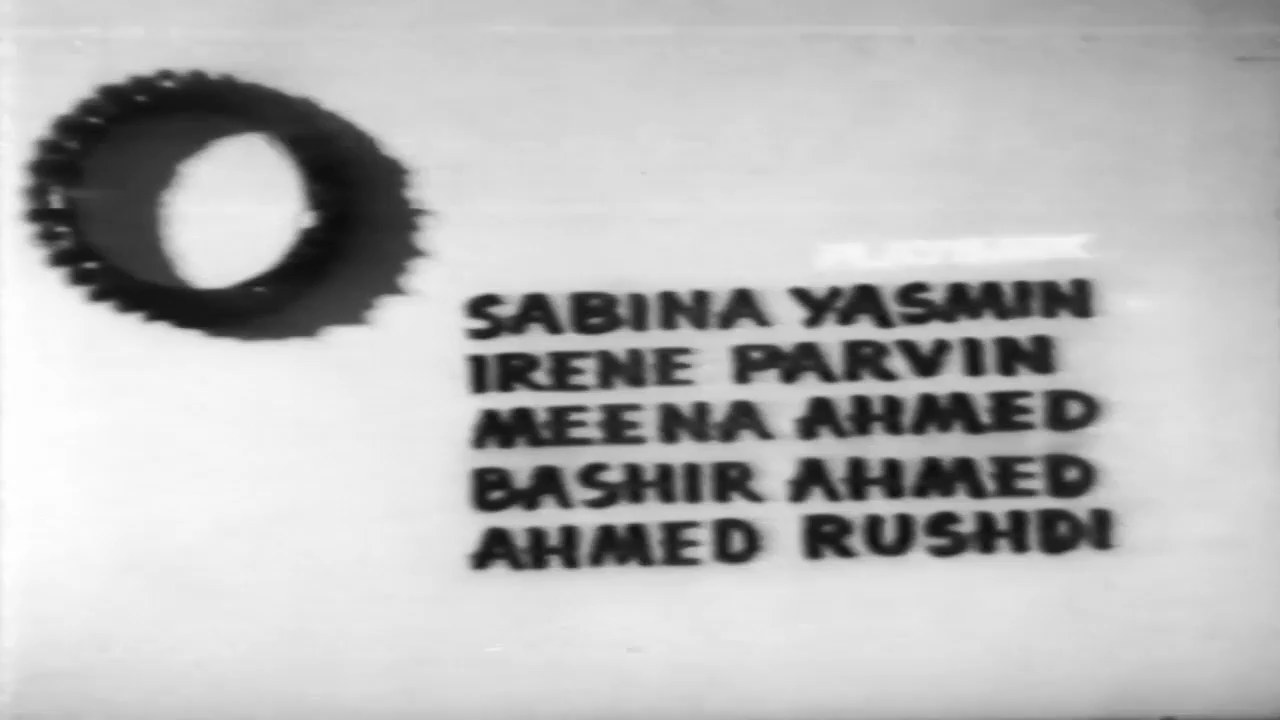 SABINA YASMIN
IRENE PARVIN
MEENA AHMED
BASHIR AHMED
AHMED RUSHDI